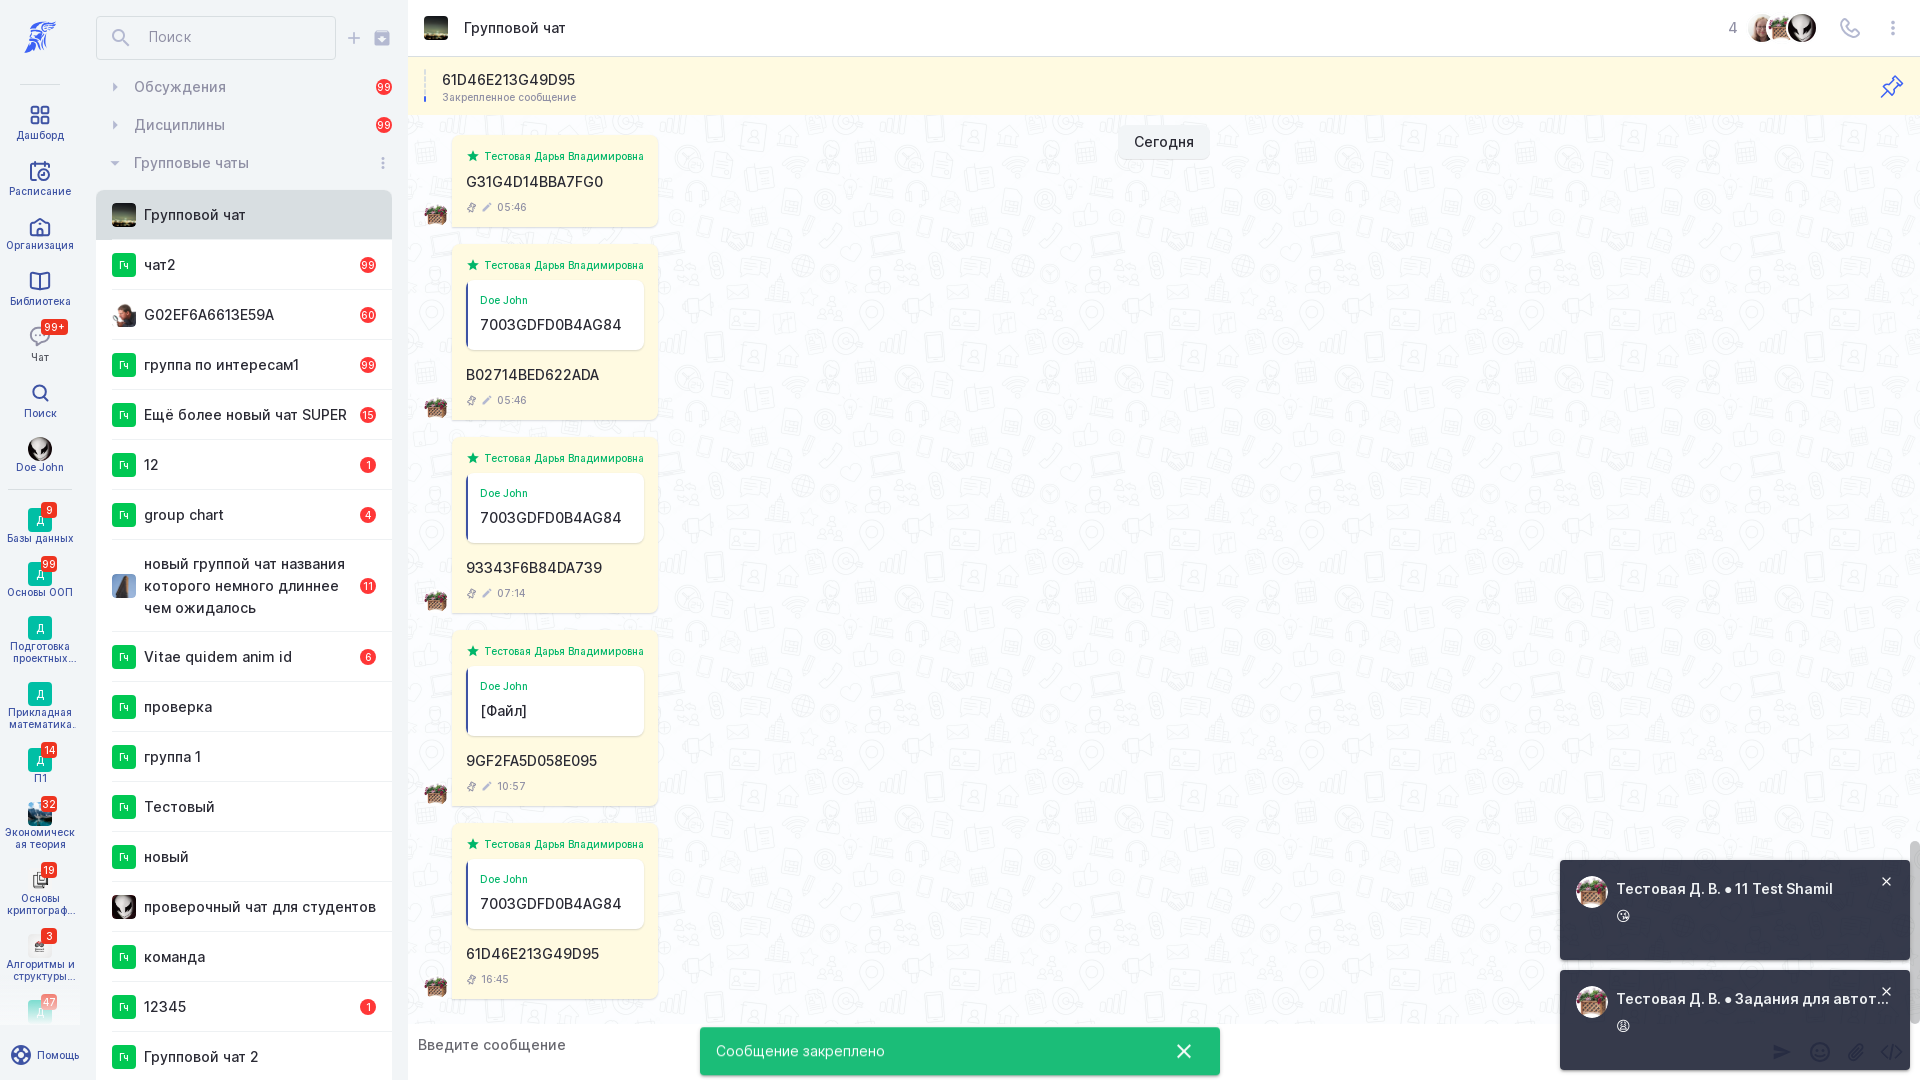 Дашборд
Расписание
Организация
Библиотека
99+
Чат
Поиск
Doe John
9
Д
Базы данных
99
Д
Основы ООП
Д
Подготовка
проектных...
Д
Прикладная
математика..
14
Д
П1
32
Экономическ
ая теория
19
Основы
криптограф...
3
Алгоритмы и
структуры...
47
Д
Помощь
Поиск
Обсуждения
99
Дисциплины
99
Групповые чаты
Групповой чат
Гч
чат2
99
G02EF6A6613E59A
60
Гч
группа по интересам1
99
Гч
Ещё более новый чат SUPER
15
Гч
12
1
Гч
group chart
4
новый группой чат названия
которого немного длиннее
чем ожидалось
11
Гч
Vitae quidem anim id
6
Гч
проверка
Гч
группа 1
Гч
Тестовый
Гч
новый
проверочный чат для студентов
Гч
команда
Гч
12345
1
Гч
Групповой чат 2
Групповой чат
4
61D46E213G49D95
Закрепленное сообщение
Сегодня
Тестовая Дарья Владимировна
G31G4D14BBA7FG0
05:46
Тестовая Дарья Владимировна
Doe John
7003GDFD0B4AG84
B02714BED622ADA
05:46
Тестовая Дарья Владимировна
Doe John
7003GDFD0B4AG84
93343F6B84DA739
07:14
Тестовая Дарья Владимировна
Doe John
[Файл]
9GF2FA5D058E095
10:57
Тестовая Дарья Владимировна
Doe John
7003GDFD0B4AG84
61D46E213G49D95
16:45
Введите сообщение
Сообщение закреплено
Тестовая Д. В. ● 11 Test Shamil
😘
Тестовая Д. В. ● Задания для автот...
😩